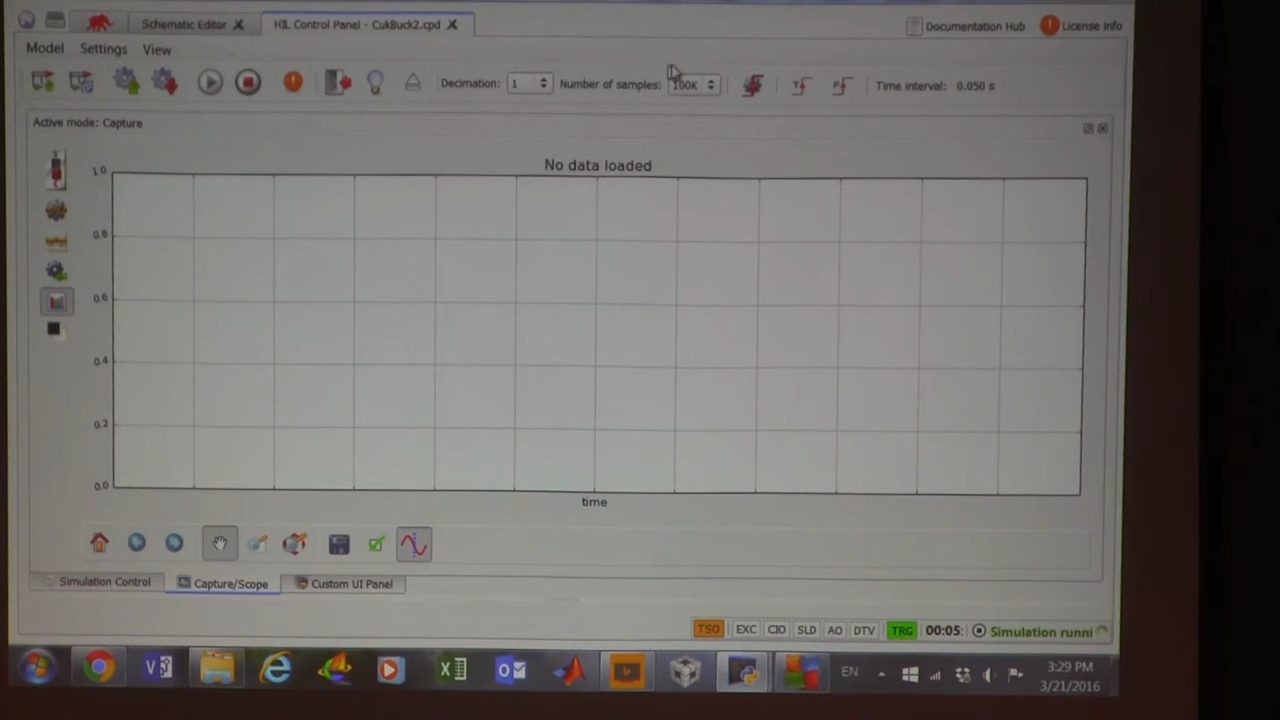 Schematic Editor
HIL Control Panel - CukBuck2.cpd
Documentation Hub
License Info
Model Settings View
Decimation: 1 Number of samples: 100K
Time interval: 0.050 s
Active mode: Capture
No data loaded
1.0
0.8
0.6
0.4
0.2
0.0
time
Simulation Control
Capture/Scope
Custom UI Panel
TSO EXC CIO SLD AO DTV TRG 00:05: Simulation runni
EN
3:29 PM
3/21/2016